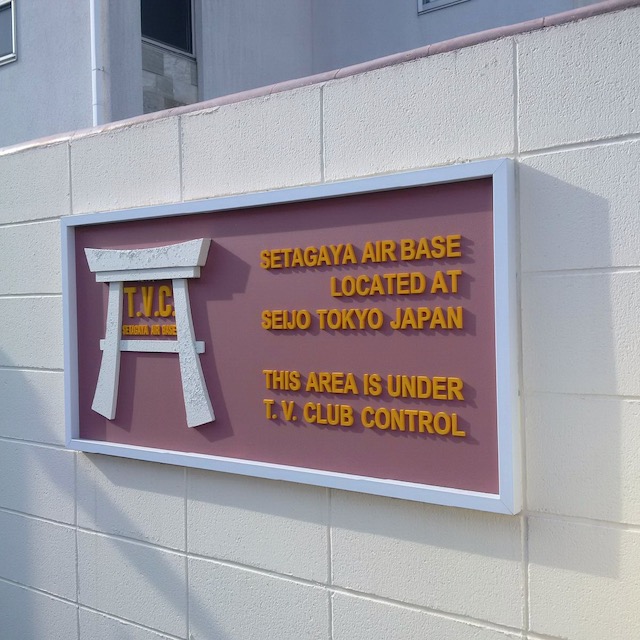 T.V.C.
SETAGAYA AIR BASE
SETAGAYA AIR BASE
LOCATED AT
SEIJO TOKYO JAPAN
THIS AREA IS UNDER
T. V. CLUB CONTROL